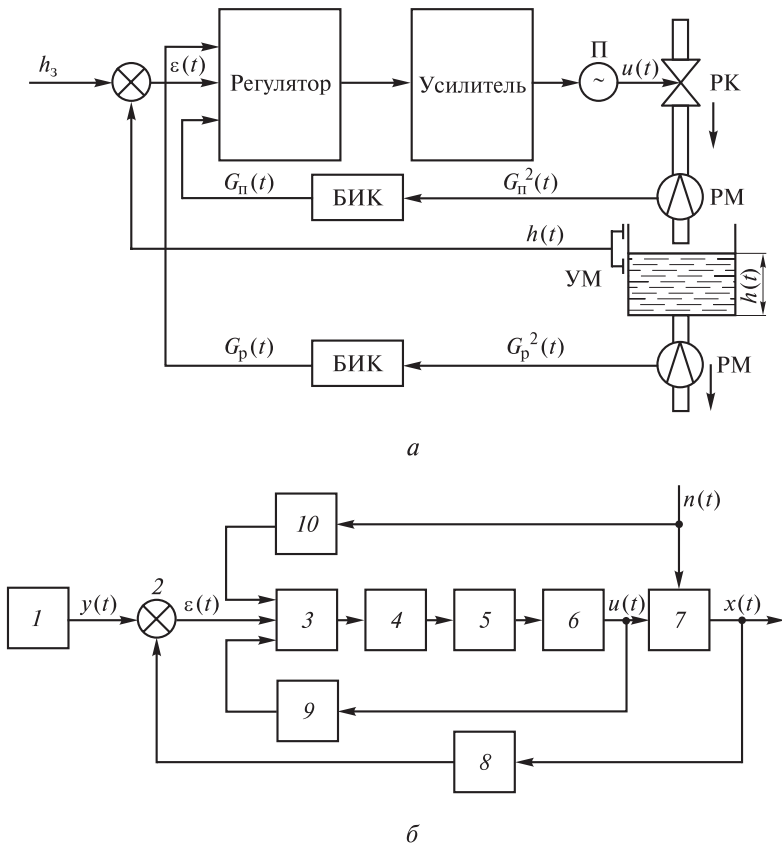 П
h₃
ε(t)
Регулятор
Усилитель
~
u(t)
РК
G_п(t)
БИК
G_п²(t)
РМ
h(t)
УМ
h(t)
G_р(t)
БИК
G_р²(t)
РМ
а
10
n(t)
2
1
y(t)
ε(t)
3
4
5
6
u(t)
7
x(t)
9
8
б